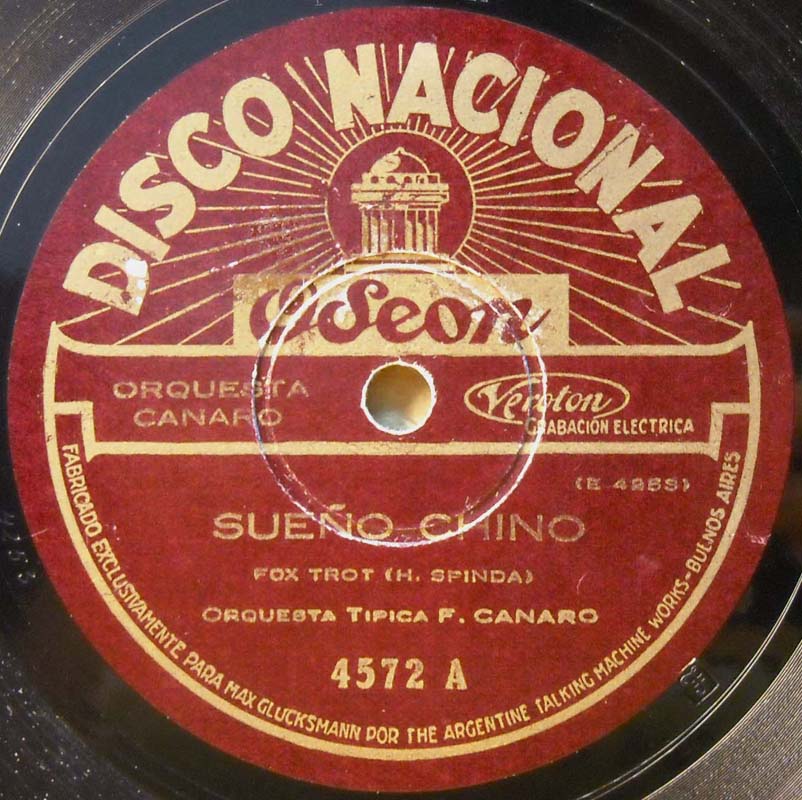 DISCO NACIONAL
Odeon
ORQUESTA
CANARO
Veroton
GRABACIÓN ELECTRICA
SUEÑO CHINO
FOX TROT (H. SPINDA)
ORQUESTA TIPICA F. CANARO
4572 A
FABRICADO EXCLUSIVAMENTE PARA MAX GLUCKSMANN POR THE ARGENTINE TALKING MACHINE WORKS-BUENOS AIRES